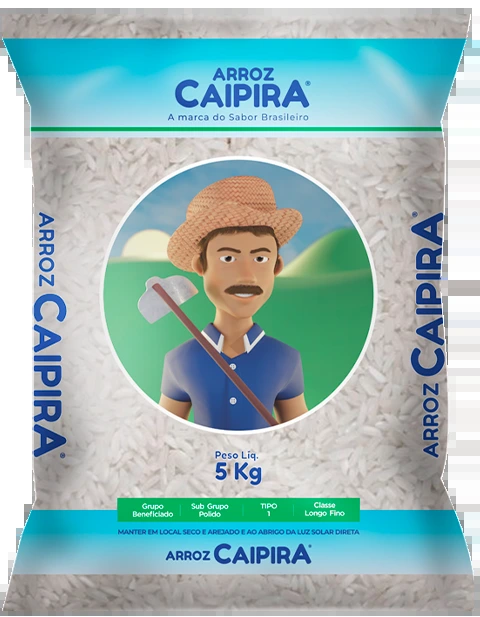 ARROZ
CAIPIRA®
A marca do Sabor Brasileiro
ARROZ CAIPIRA®
ARROZ CAIPIRA®
Peso Líq.
5 Kg
Grupo
Beneficiado
Sub Grupo
Polido
TIPO
1
Classe
Longo Fino
MANTER EM LOCAL SECO E AREJADO E AO ABRIGO DA LUZ SOLAR DIRETA
ARROZ CAIPIRA®